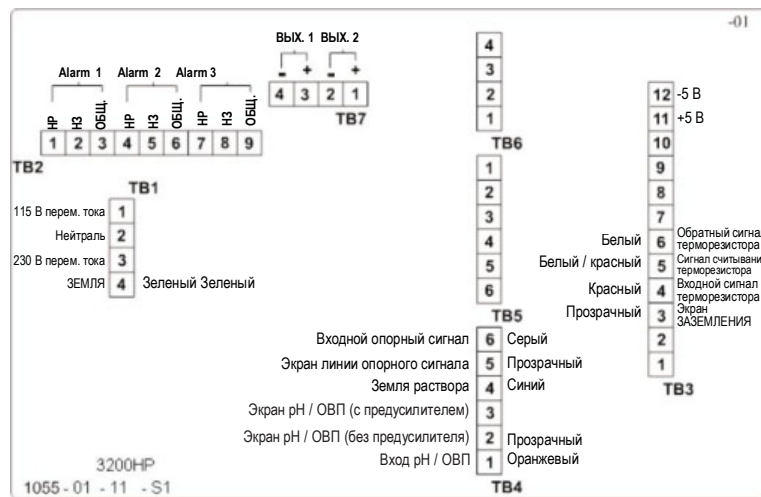 -01
ВЫХ. 1 ВЫХ. 2
- + - +
4 3 2 1
TB7
Alarm 1 Alarm 2 Alarm 3
НР НЗ ОБЩ. НР НЗ ОБЩ. НР НЗ ОБЩ.
1 2 3 4 5 6 7 8 9
TB2
TB1
115 В перем. тока 1
Нейтраль 2
230 В перем. тока 3
ЗЕМЛЯ 4 Зеленый Зеленый
4
3
2
1
TB6
1
2
3
4
5
6
TB5
Входной опорный сигнал 6 Серый
Экран линии опорного сигнала 5 Прозрачный
Земля раствора 4 Синий
Экран pH / ОВП (с предусилителем) 3
Экран pH / ОВП (без предусилителя) 2 Прозрачный
Вход pH / ОВП 1 Оранжевый
TB4
12 -5 В
11 +5 В
10
9
8
7
Белый 6 Обратный сигнал
терморезистора
Белый / красный 5 Сигнал считывани
терморезистора
Красный 4 Входной сигнал
терморезистора
Прозрачный 3 Экран
ЗАЗЕМЛЕНИЯ
2
1
TB3
3200HP
1055 - 01 - 11 - S1